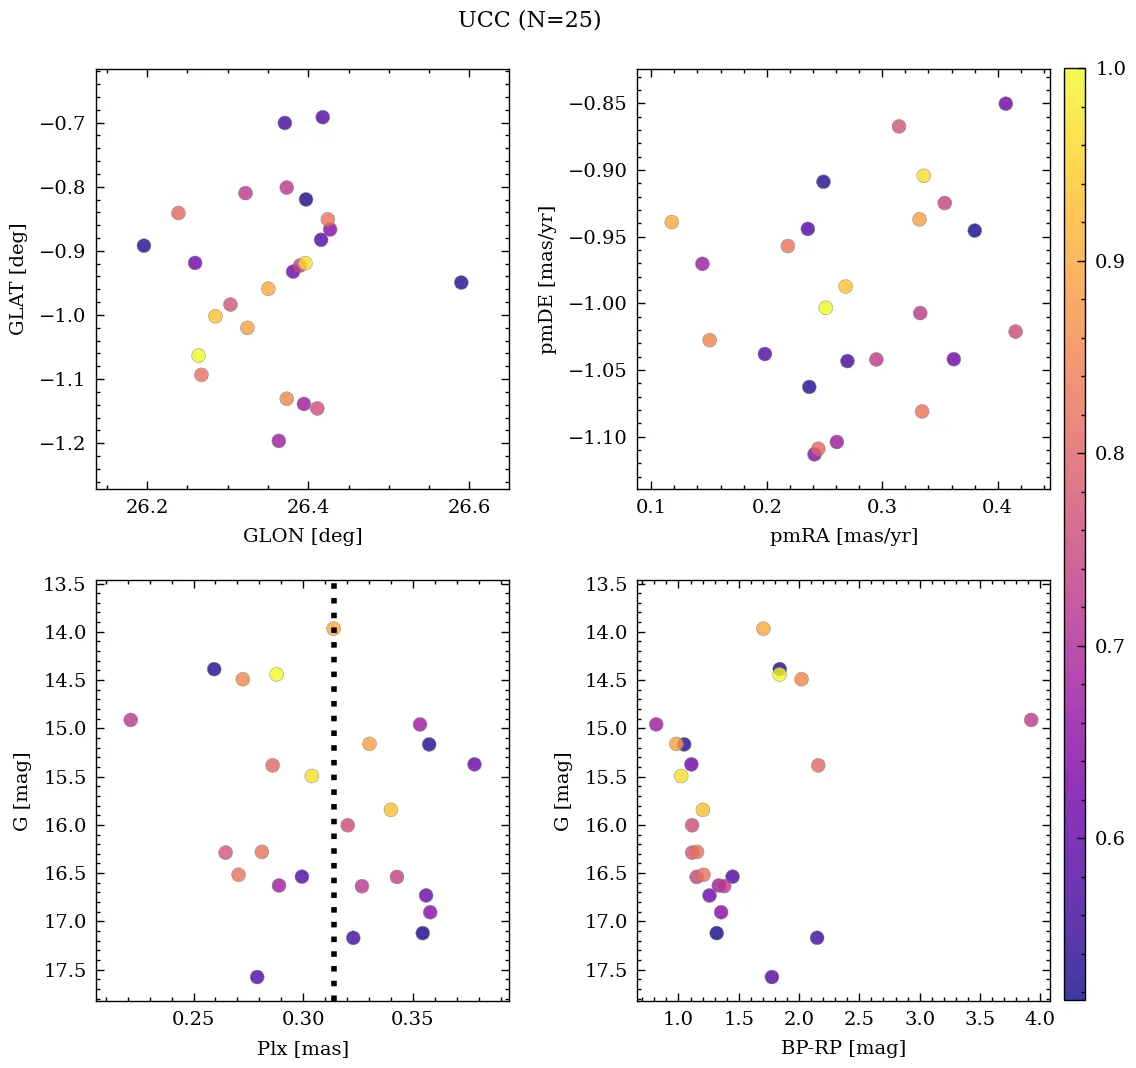 UCC (N=25)
−0.7
−0.8
−0.9
−1.0
−1.1
−1.2
GLAT [deg]
26.2 26.4 26.6
GLON [deg]
−0.85
−0.90
−0.95
−1.00
−1.05
−1.10
pmDE [mas/yr]
0.1 0.2 0.3 0.4
pmRA [mas/yr]
13.5
14.0
14.5
15.0
15.5
16.0
16.5
17.0
17.5
G [mag]
0.25 0.30 0.35
Plx [mas]
13.5
14.0
14.5
15.0
15.5
16.0
16.5
17.0
17.5
G [mag]
1.0 1.5 2.0 2.5 3.0 3.5 4.0
BP-RP [mag]
1.0
0.9
0.8
0.7
0.6